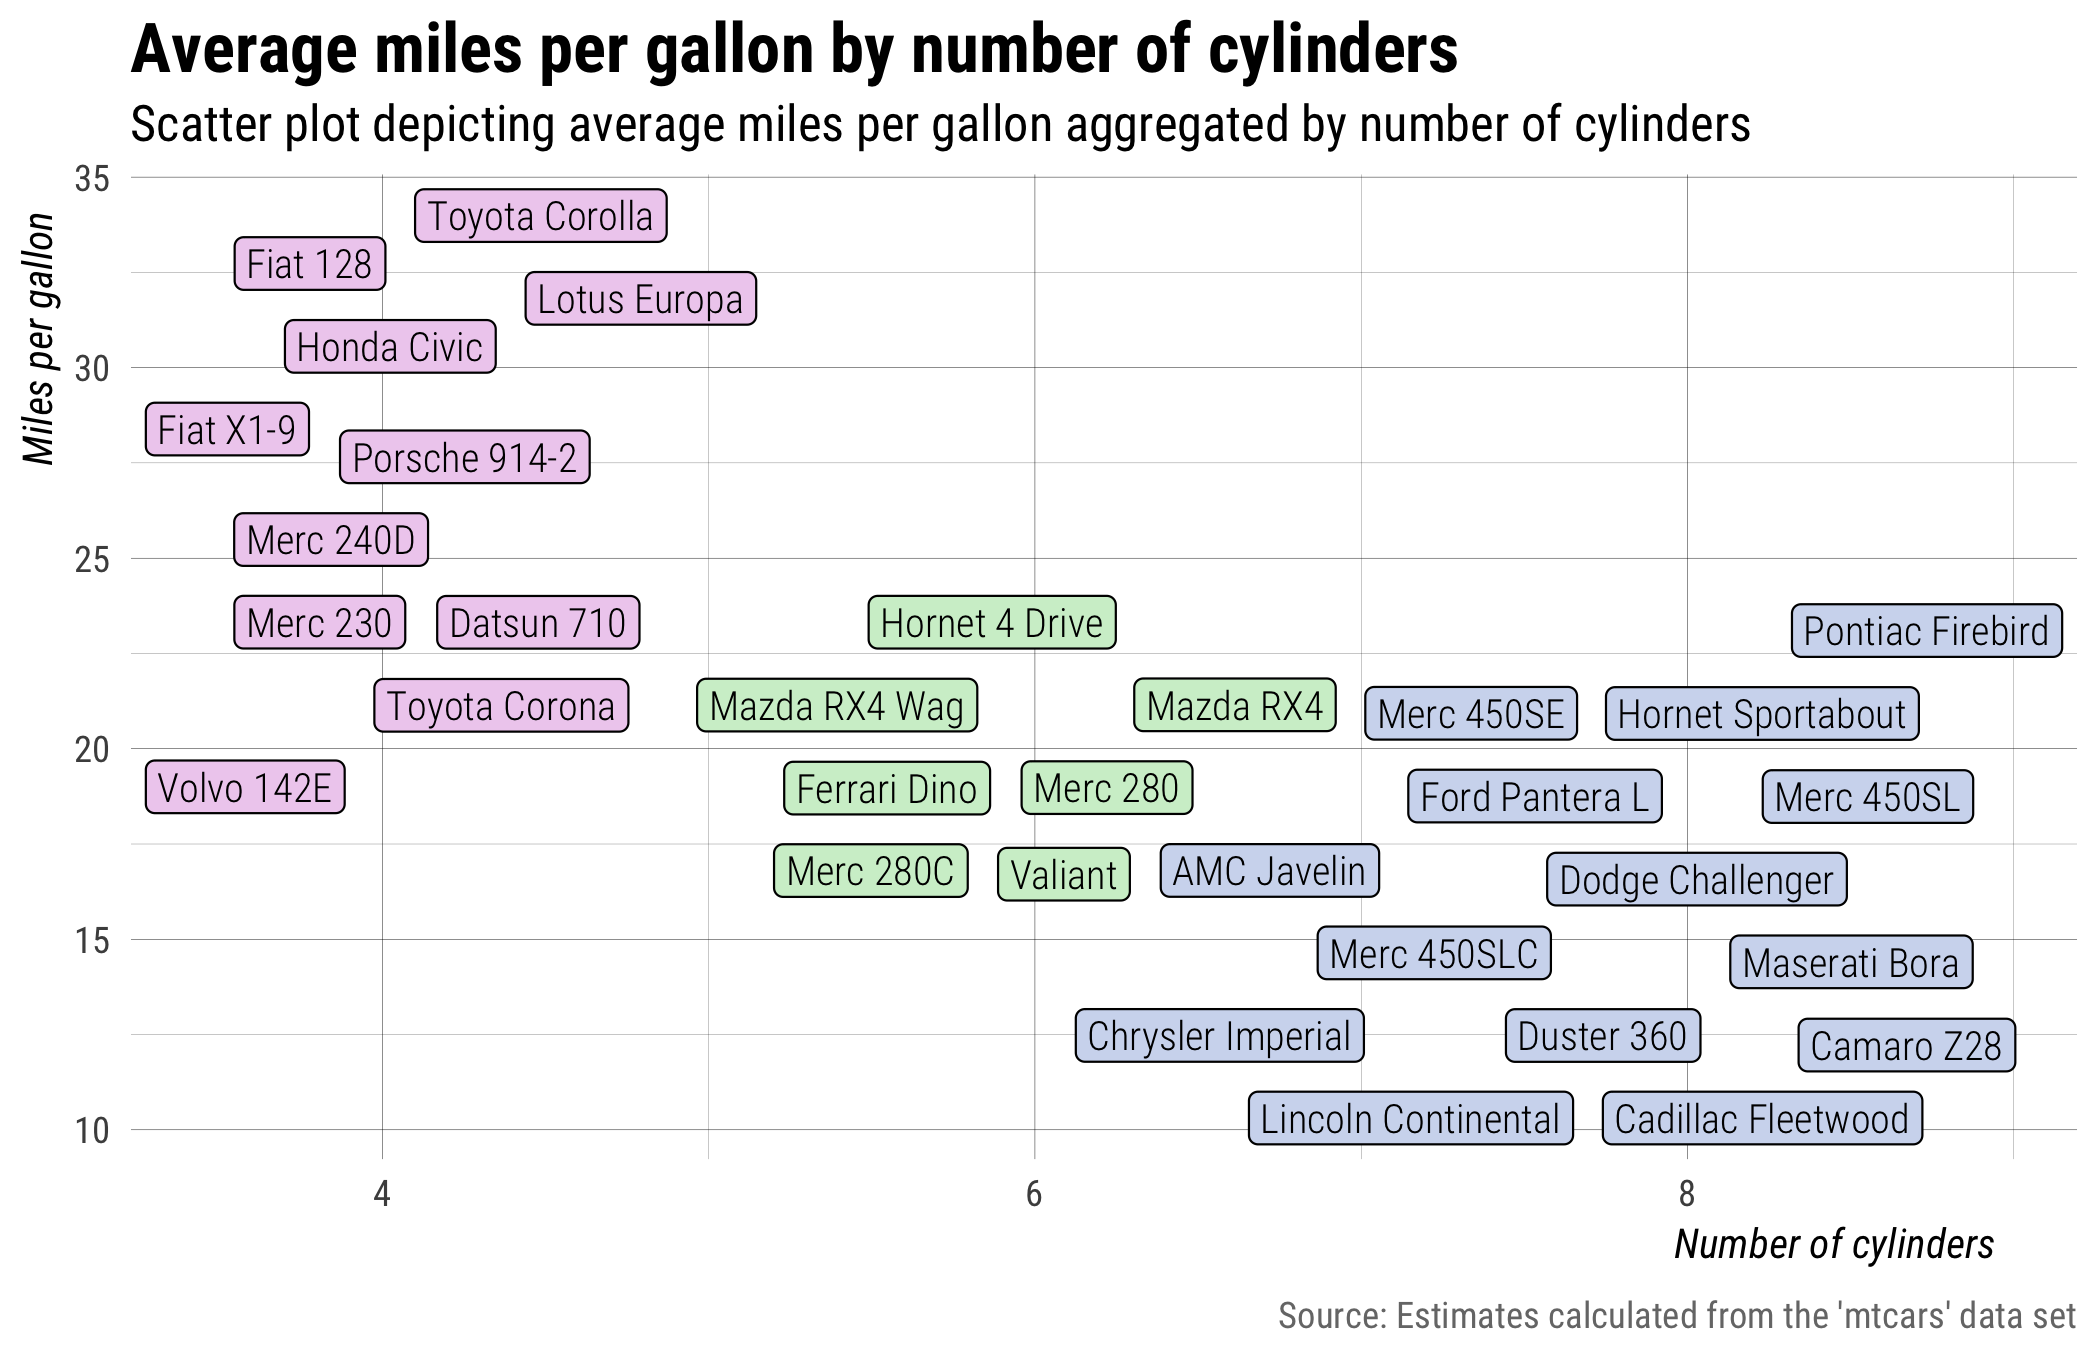 Average miles per gallon by number of cylinders
Scatter plot depicting average miles per gallon aggregated by number of cylinders
Miles per gallon
35
30
25
20
15
10
Toyota Corolla
Fiat 128
Lotus Europa
Honda Civic
Fiat X1-9
Porsche 914-2
Merc 240D
Merc 230
Datsun 710
Hornet 4 Drive
Pontiac Firebird
Toyota Corona
Mazda RX4 Wag
Mazda RX4
Merc 450SE
Hornet Sportabout
Volvo 142E
Ferrari Dino
Merc 280
Ford Pantera L
Merc 450SL
Merc 280C
Valiant
AMC Javelin
Dodge Challenger
Merc 450SLC
Maserati Bora
Chrysler Imperial
Duster 360
Camaro Z28
Lincoln Continental
Cadillac Fleetwood
4
6
8
Number of cylinders
Source: Estimates calculated from the 'mtcars' data set